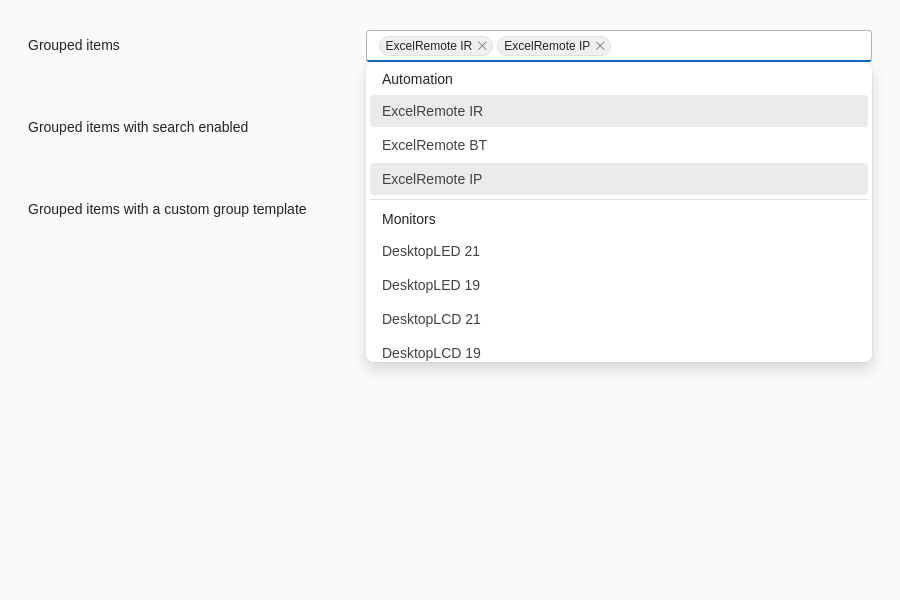 Grouped items
ExcelRemote IR ExcelRemote IP
Automation
ExcelRemote IR
Grouped items with search enabled
ExcelRemote BT
ExcelRemote IP
Grouped items with a custom group template
Monitors
DesktopLED 21
DesktopLED 19
DesktopLCD 21
DesktopLCD 19